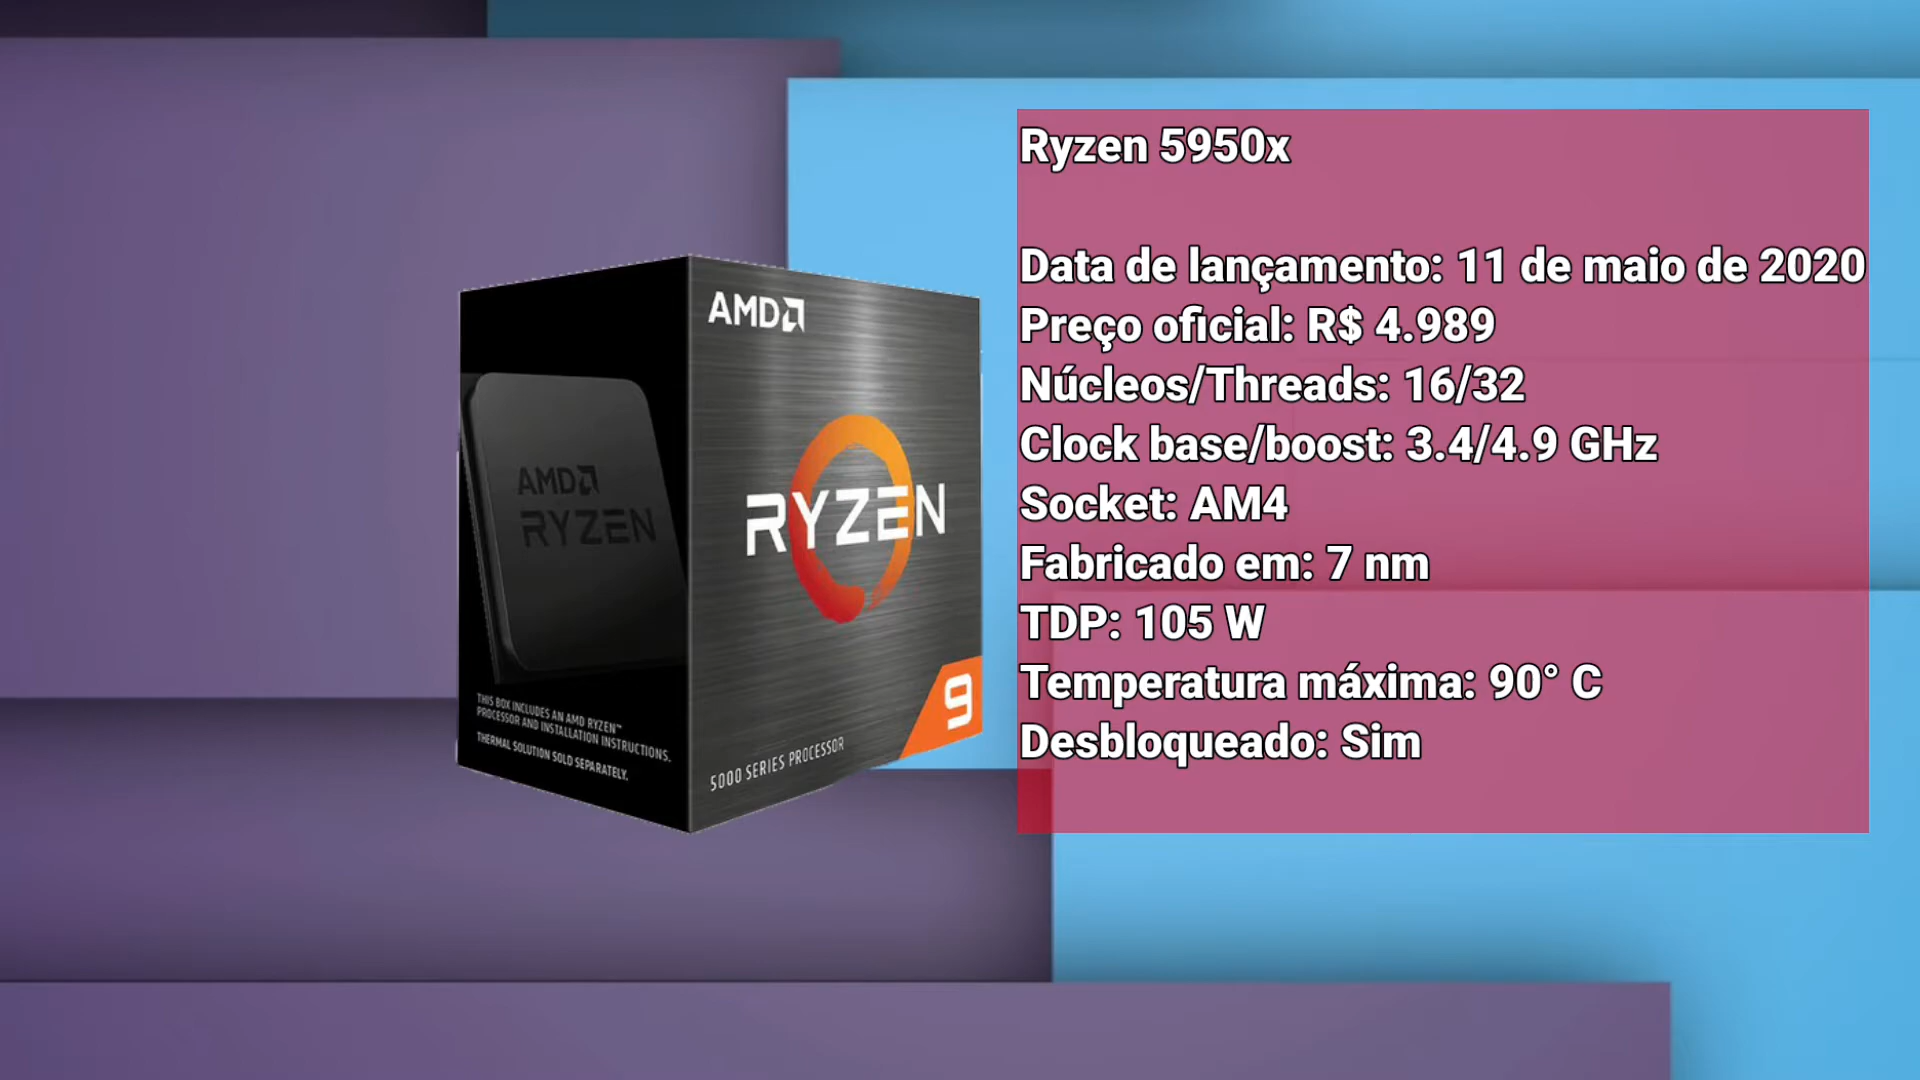 Ryzen 5950x
Data de lançamento: 11 de maio de 2020
Preço oficial: R$ 4.989
Núcleos/Threads: 16/32
Clock base/boost: 3.4/4.9 GHz
Socket: AM4
Fabricado em: 7 nm
TDP: 105 W
Temperatura máxima: 90° C
Desbloqueado: Sim
AMD
RYZEN
9
5000 SERIES PROCESSOR
AMD
RYZEN
THIS BOX INCLUDES AN AMD RYZEN™
PROCESSOR AND INSTALLATION INSTRUCTIONS.
THERMAL SOLUTION SOLD SEPARATELY.